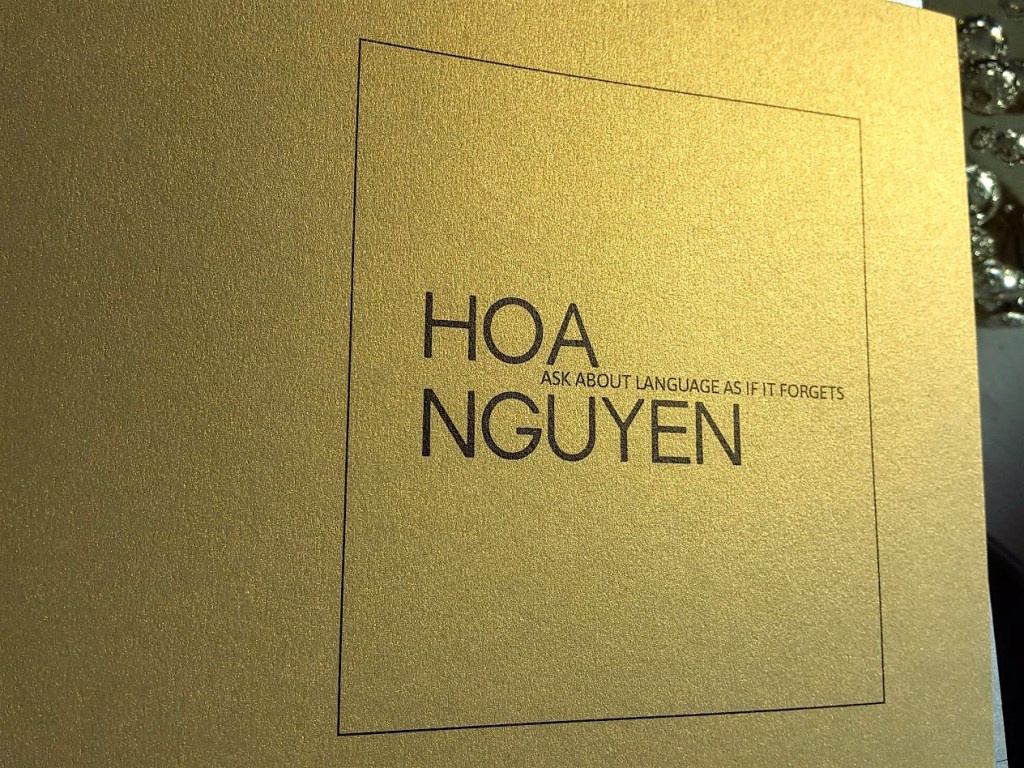 HOA
ASK ABOUT LANGUAGE AS IF IT FORGETS
NGUYEN